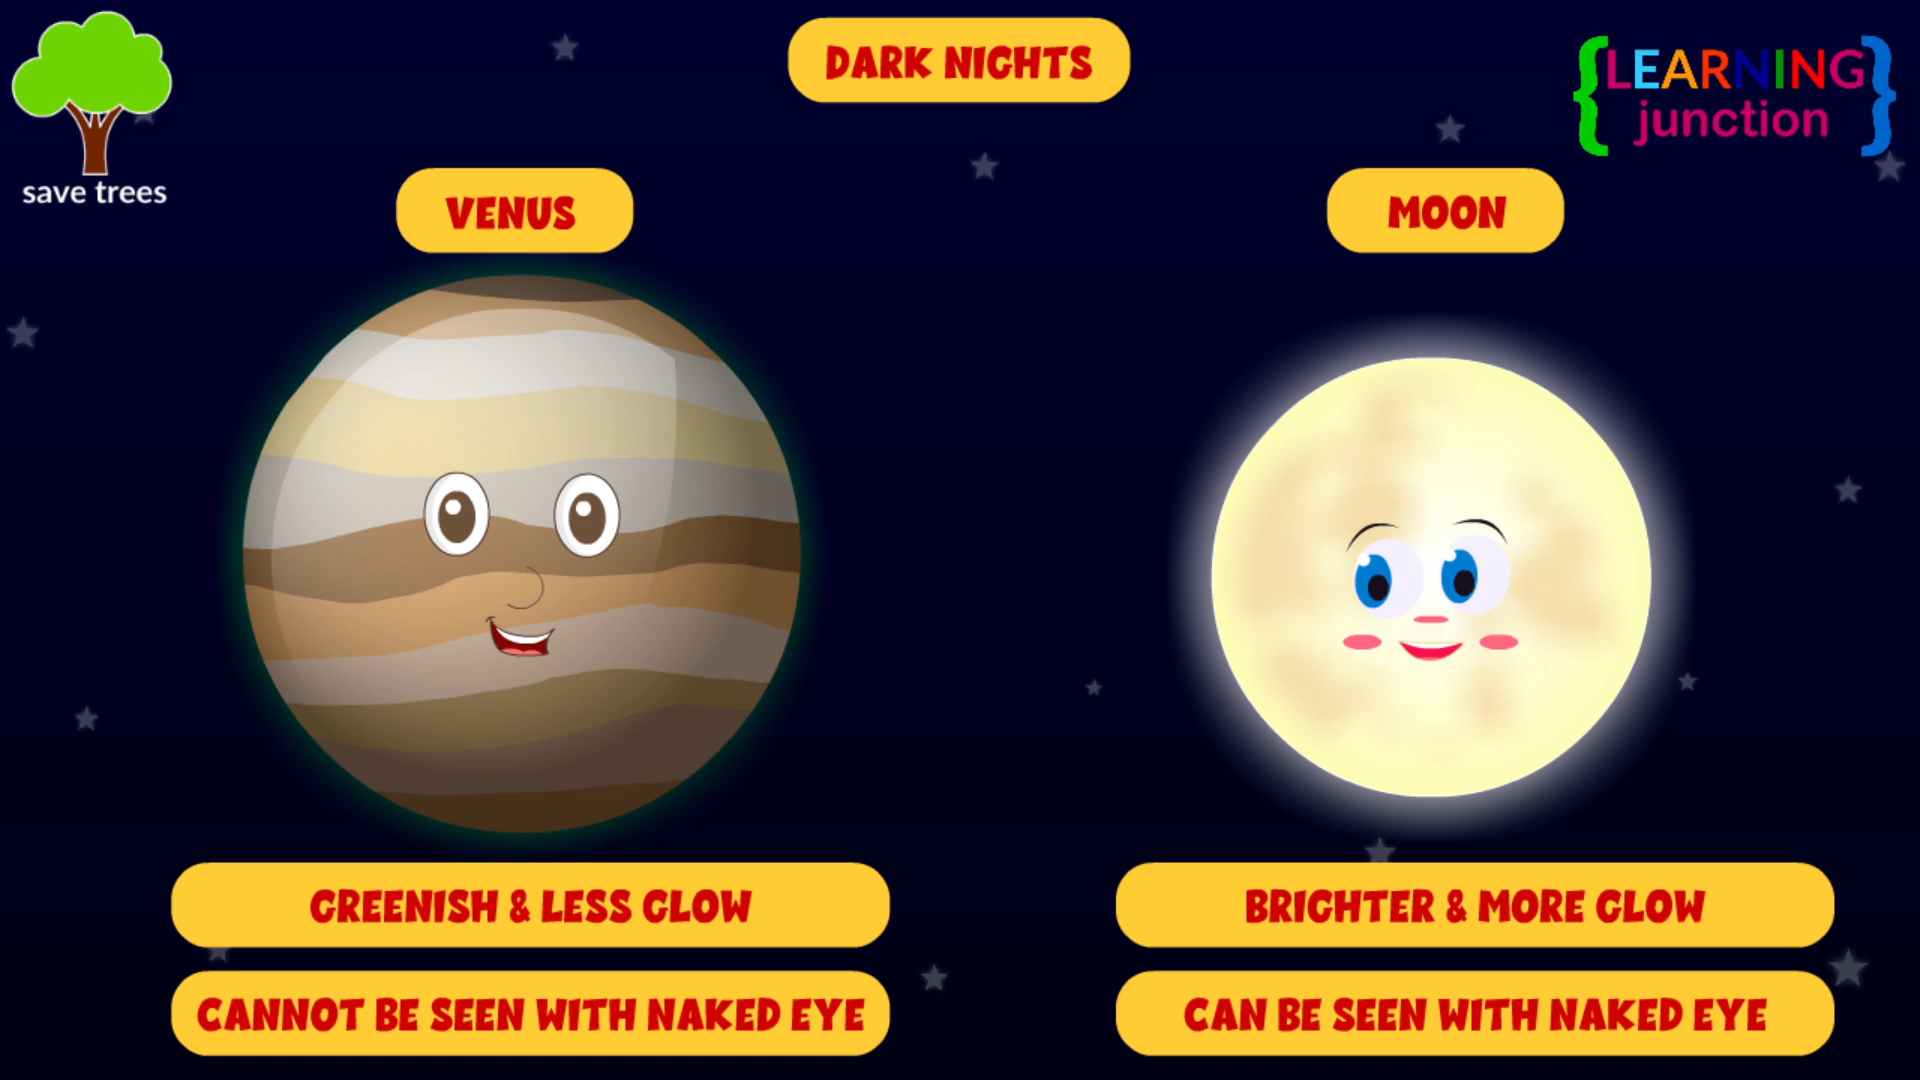 DARK NIGHTS
LEARNING
junction
save trees
VENUS
MOON
GREENISH & LESS GLOW
BRIGHTER & MORE GLOW
CANNOT BE SEEN WITH NAKED EYE
CAN BE SEEN WITH NAKED EYE